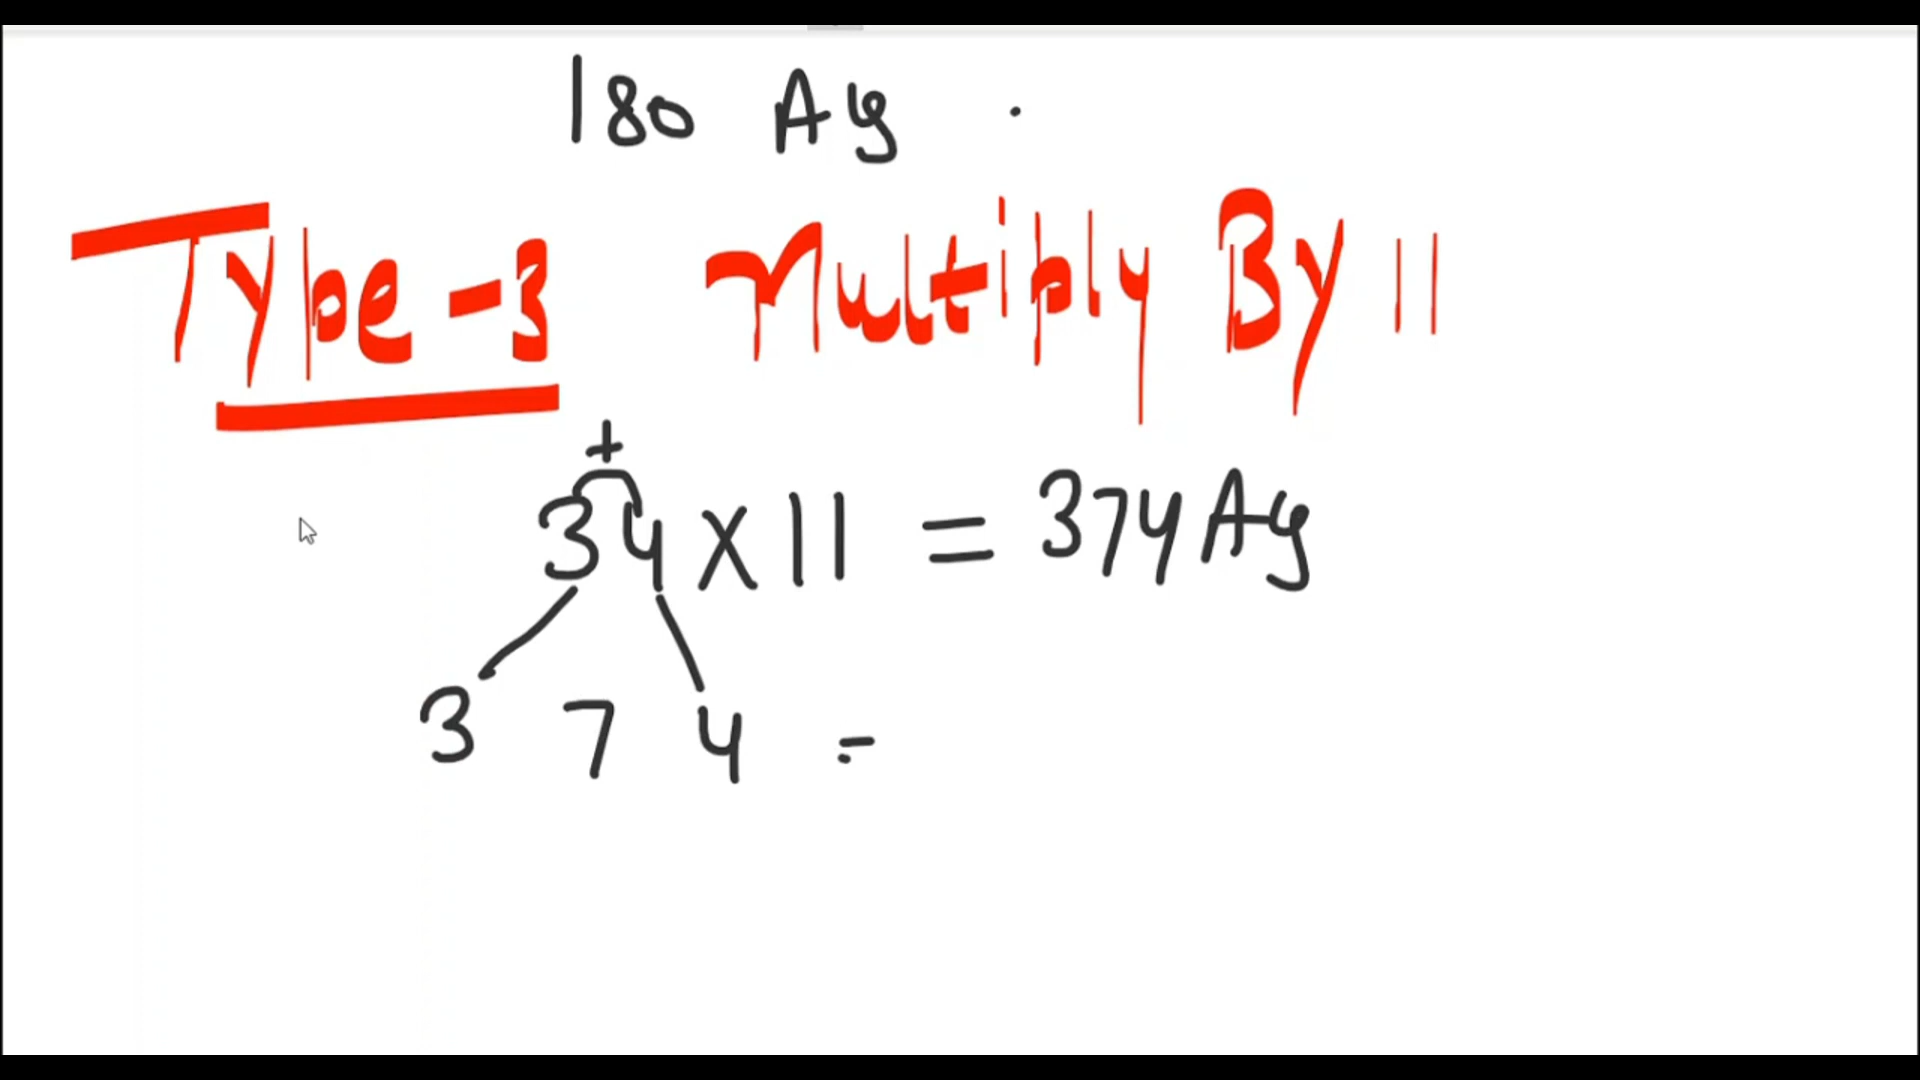 180 Ag
Type-3 Multiply By 11
+
34 X 11 = 374 Ag
3 7 4 =